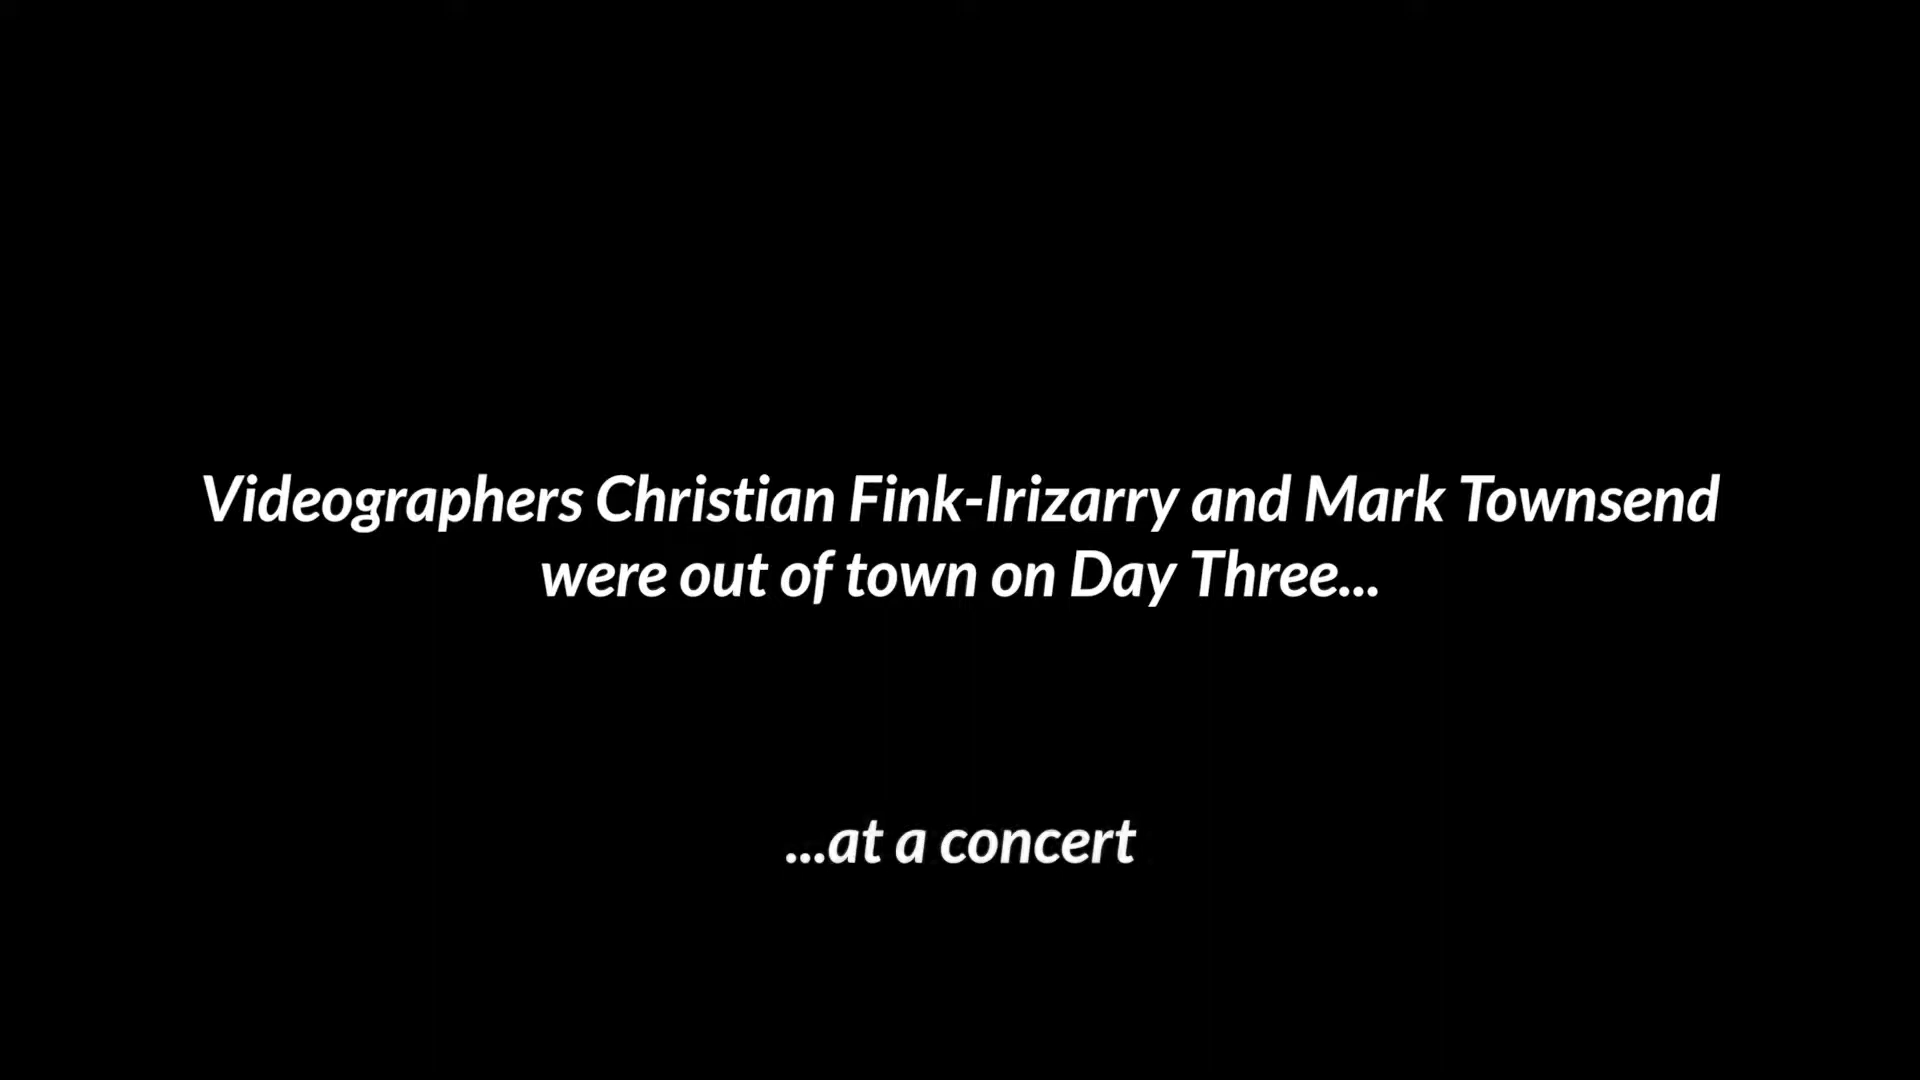 Videographers Christian Fink-Irizarry and Mark Townsend
were out of town on Day Three...
...at a concert